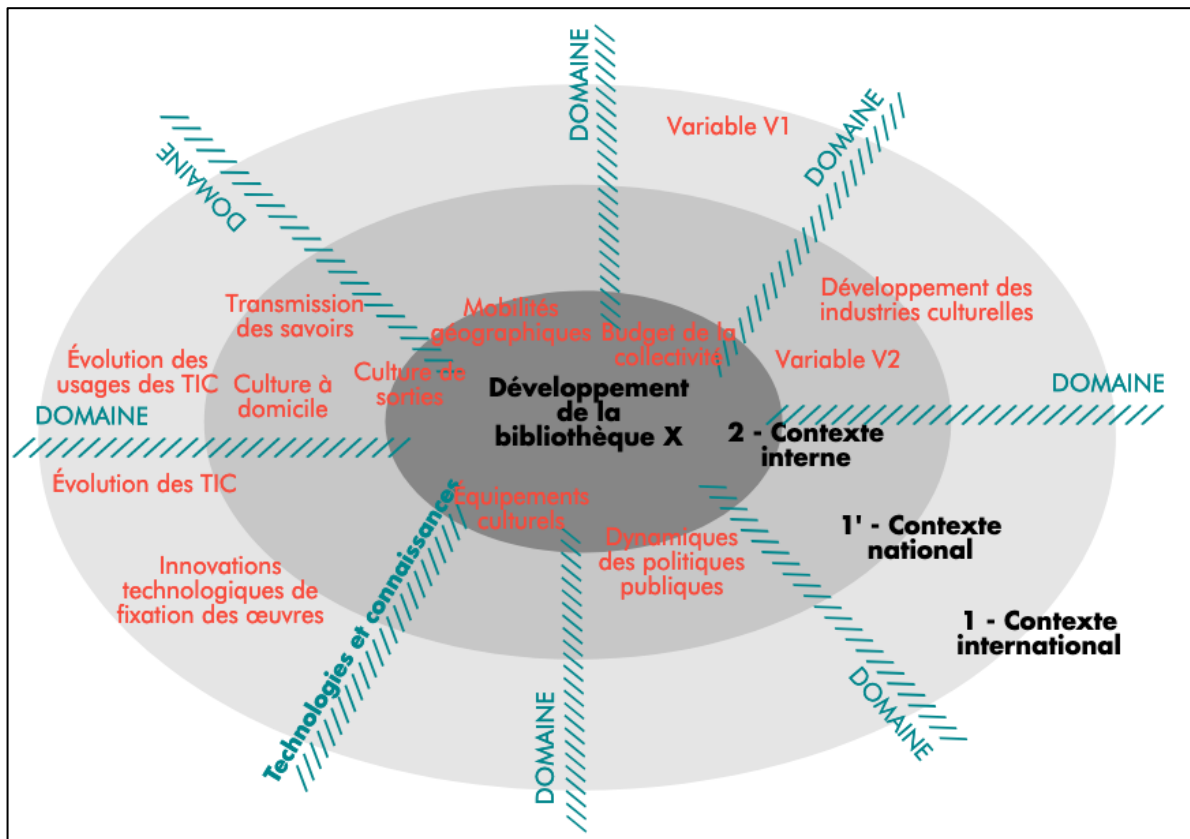 DOMAINE
Variable V1
DOMAINE
DOMAINE
Transmission
des savoirs
Mobilités
géographiques
Budget de la
collectivité
Développement des
industries culturelles
Évolution des
usages des TIC
Culture à
domicile
Culture de
sorties
Variable V2
DOMAINE
DOMAINE
Développement
de la
bibliothèque X
2 - Contexte
interne
Évolution des TIC
Équipements
culturels
Dynamiques
des politiques
publiques
1' - Contexte
national
Innovations
technologiques de
fixation des œuvres
Technologies et connaissances
1 - Contexte
international
DOMAINE
DOMAINE